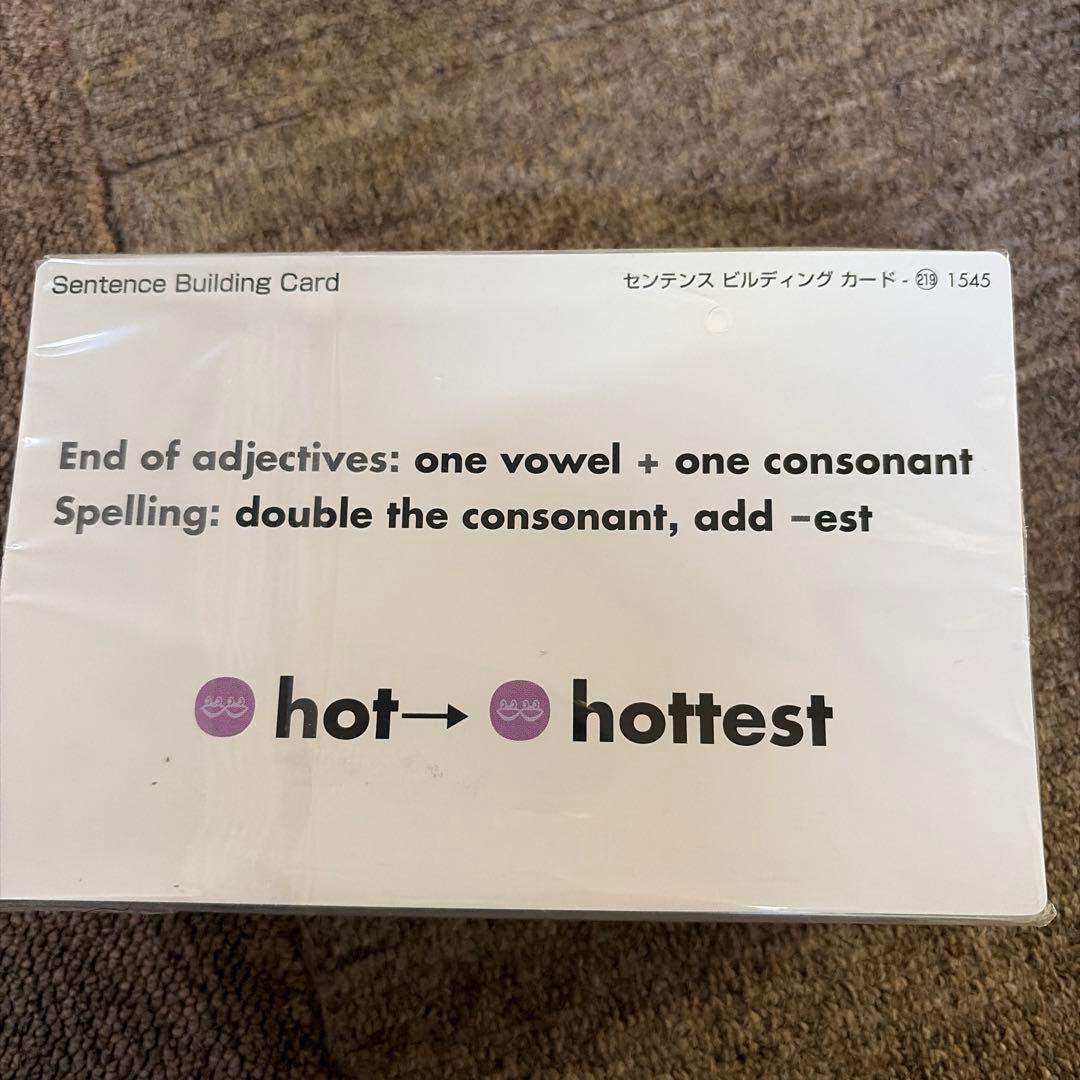 Sentence Building Card
センテンス ビルディング カード - 219 1545
End of adjectives: one vowel + one consonant
Spelling: double the consonant, add -est
hot→ hottest